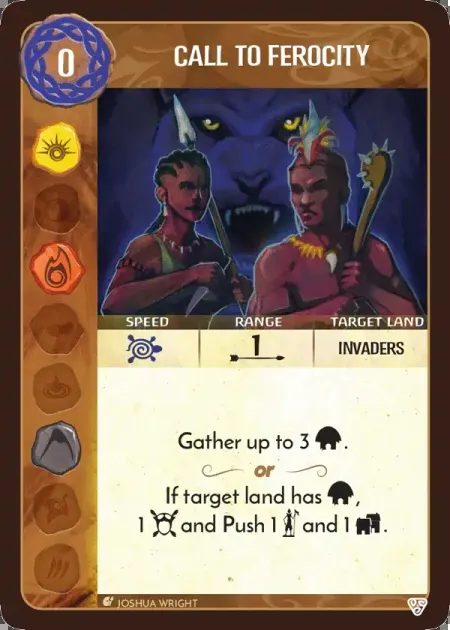 0
CALL TO FEROCITY
SPEED RANGE TARGET LAND
1 INVADERS
Gather up to 3 .
or
If target land has ,
1 and Push 1 and 1 .
JOSHUA WRIGHT